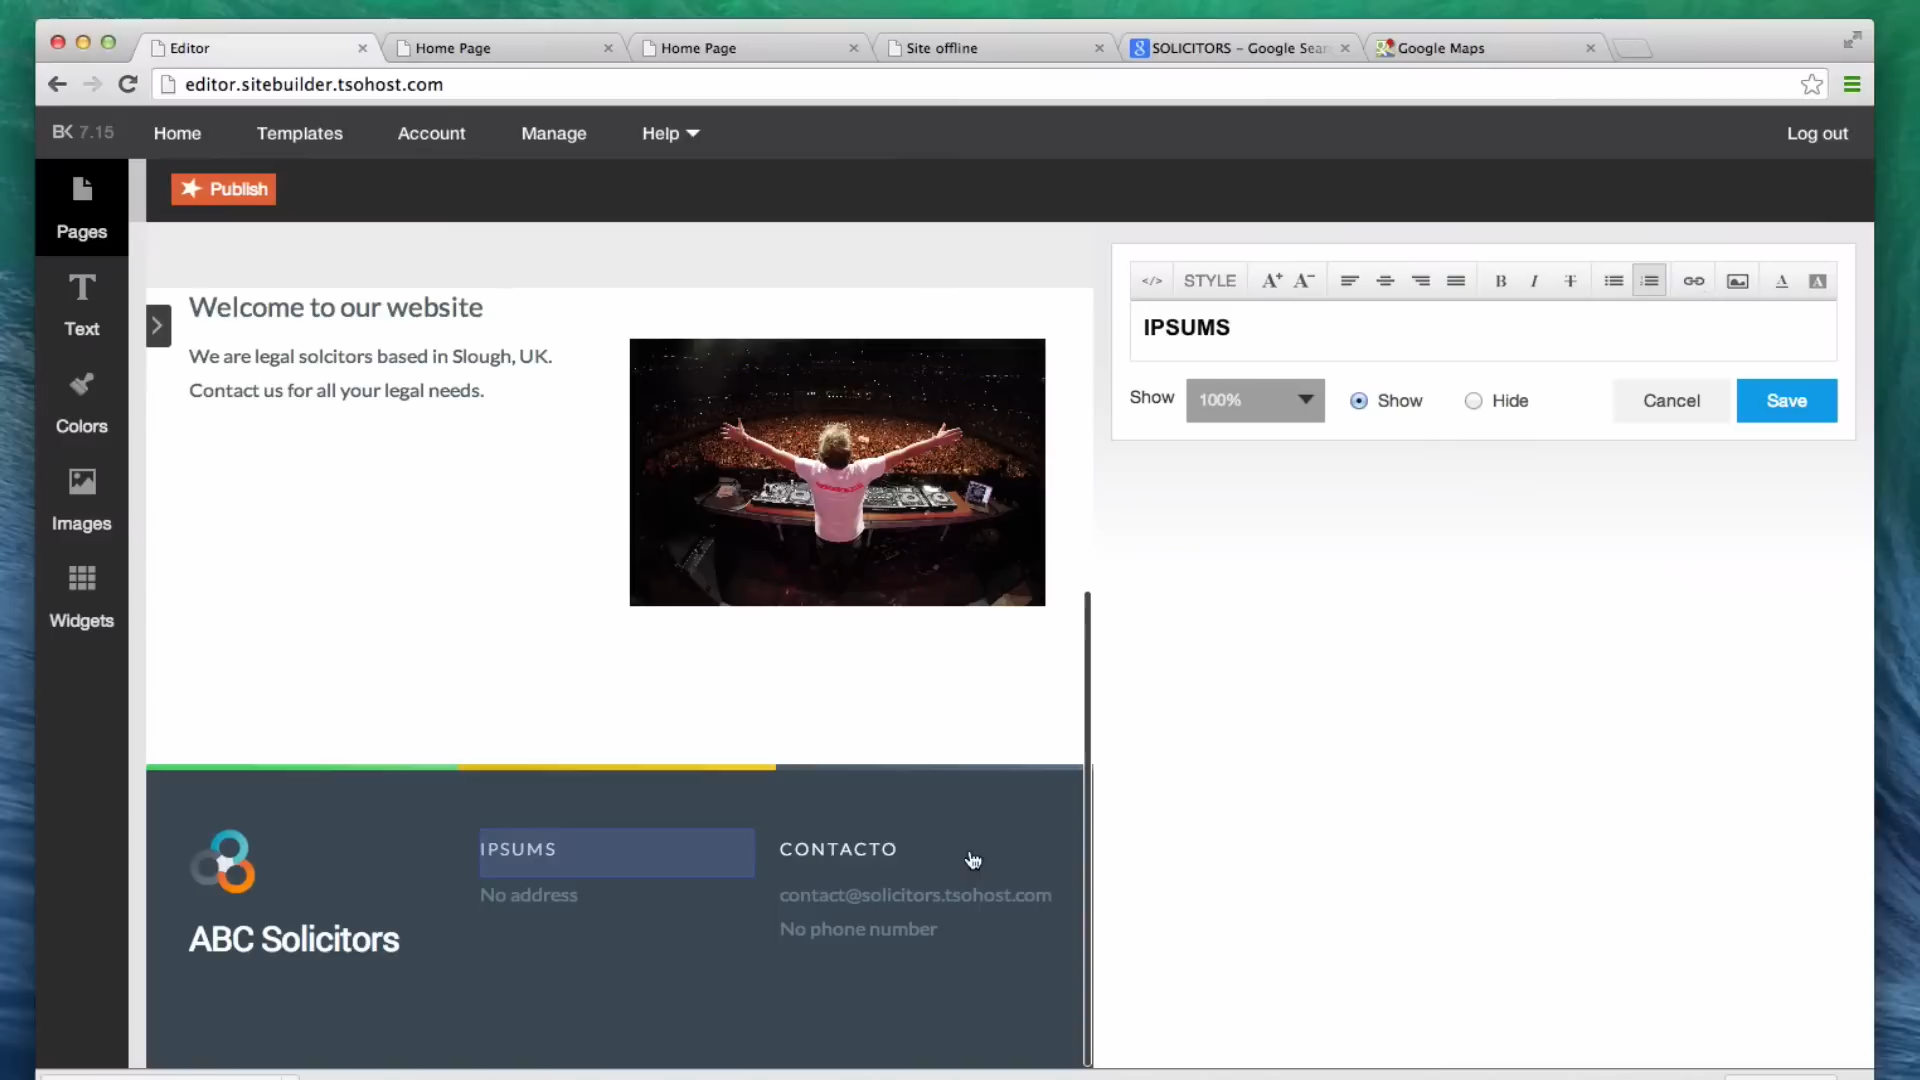 Editor
Home Page
Home Page
Site offline
SOLICITORS – Google Sear
Google Maps
editor.sitebuilder.tsohost.com
BK 7.15
Home
Templates
Account
Manage
Help
Log out
Publish
Pages
Text
Colors
Images
Widgets
Welcome to our website
We are legal solcitors based in Slough, UK.
Contact us for all your legal needs.
STYLE
A+ A-
B I T
A A
IPSUMS
Show 100% Show Hide Cancel Save
IPSUMS
No address
CONTACTO
contact@solicitors.tsohost.com
No phone number
ABC Solicitors